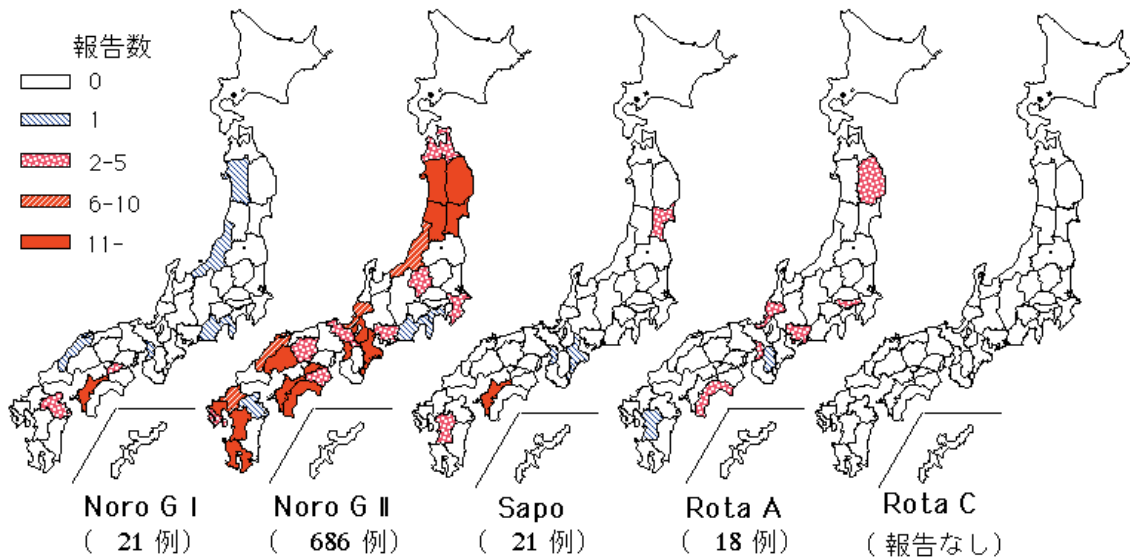 報告数
0
1
2-5
6-10
11-
Noro G Ⅰ
( 21 例)
Noro G Ⅱ
( 686 例)
Sapo
( 21 例)
Rota A
( 18 例)
Rota C
(報告なし)